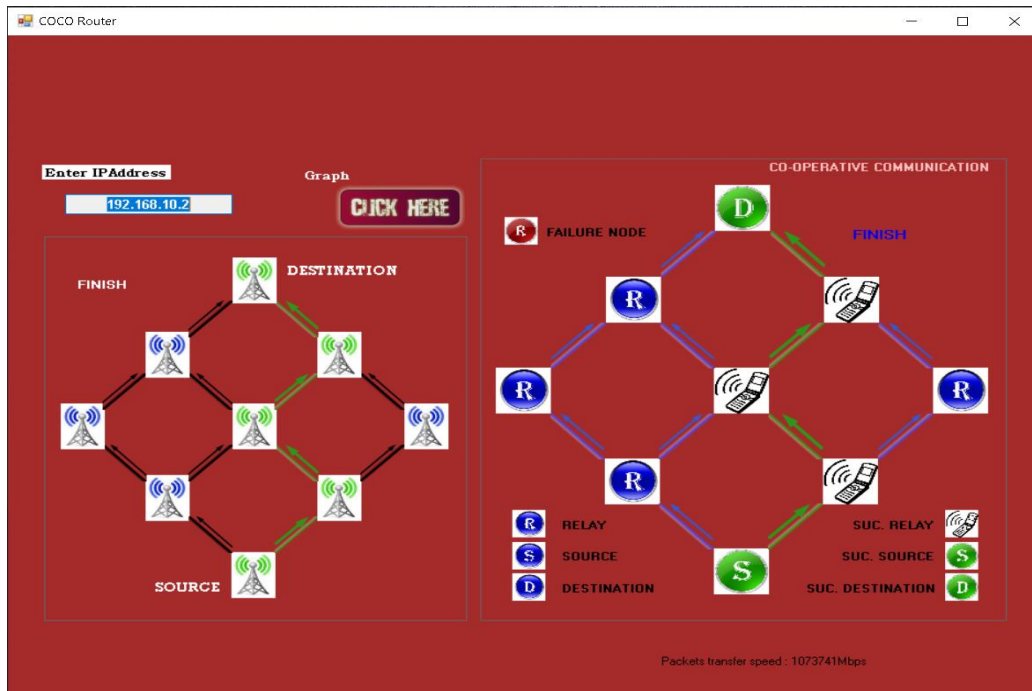 COCO Router
Enter IPAddress
192.168.10.2
Graph
CLICK HERE
FINISH
DESTINATION
SOURCE
CO-OPERATIVE COMMUNICATION
D
R FAILURE NODE
FINISH
R
R
R
R
S
R RELAY
S SOURCE
D DESTINATION
SUC. RELAY
SUC. SOURCE S
SUC. DESTINATION D
Packets transfer speed : 1073741Mbps